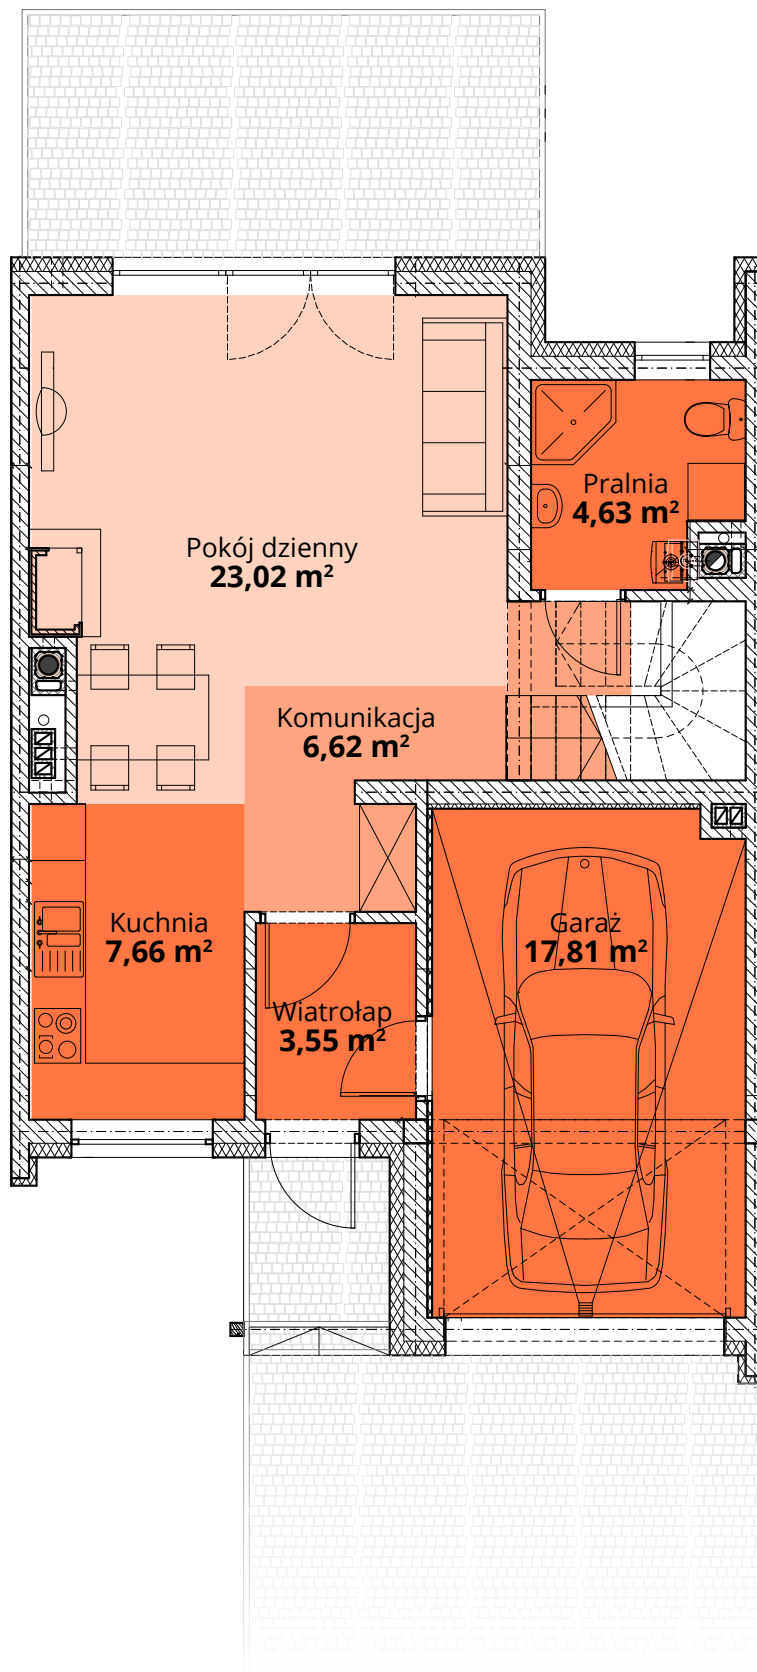 Pralnia
4,63 m²
Pokój dzienny
23,02 m²
Komunikacja
6,62 m²
Kuchnia
7,66 m²
Garaż
17,81 m²
Wiatrołap
3,55 m²